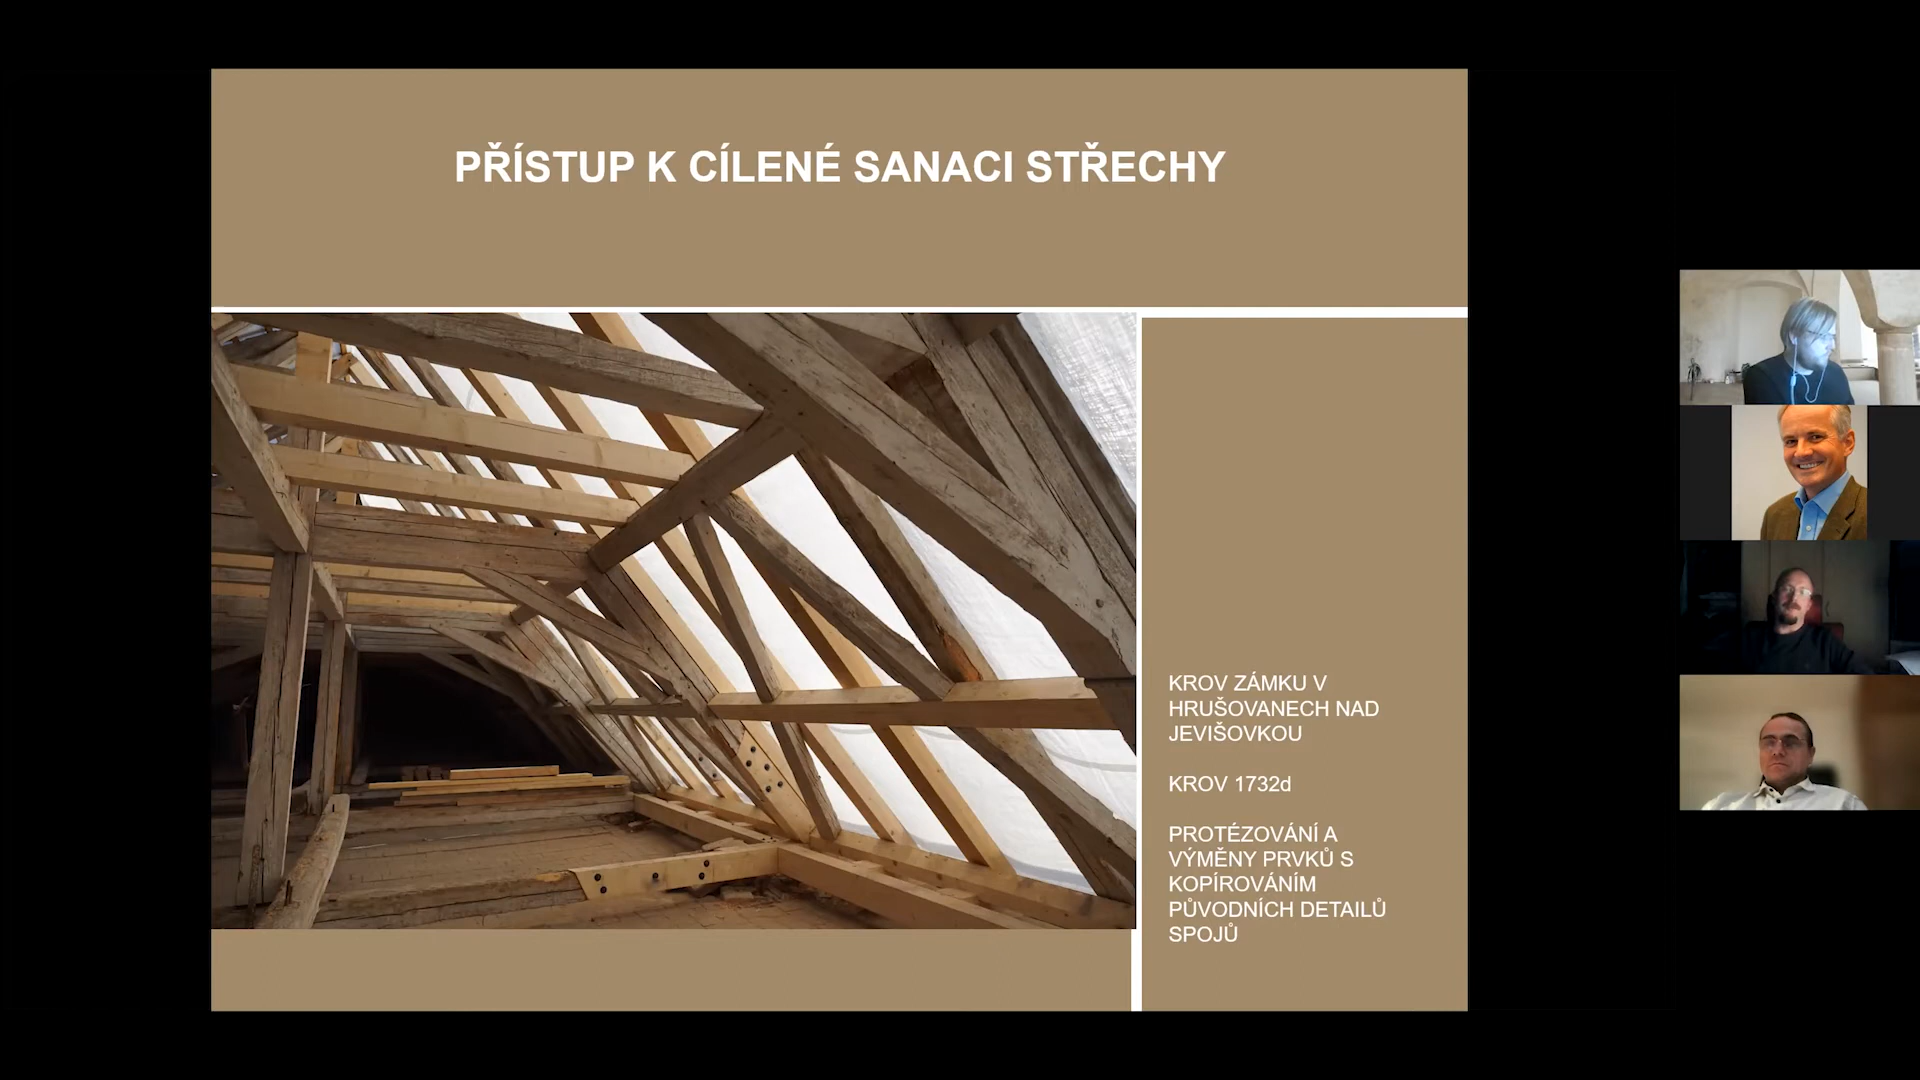 PŘÍSTUP K CÍLENÉ SANACI STŘECHY
KROV ZÁMKU V
HRUŠOVANECH NAD
JEVIŠOVKOU
KROV 1732d
PROTÉZOVÁNÍ A
VÝMĚNY PRVKŮ S
KOPÍROVÁNÍM
PŮVODNÍCH DETAILŮ
SPOJŮ